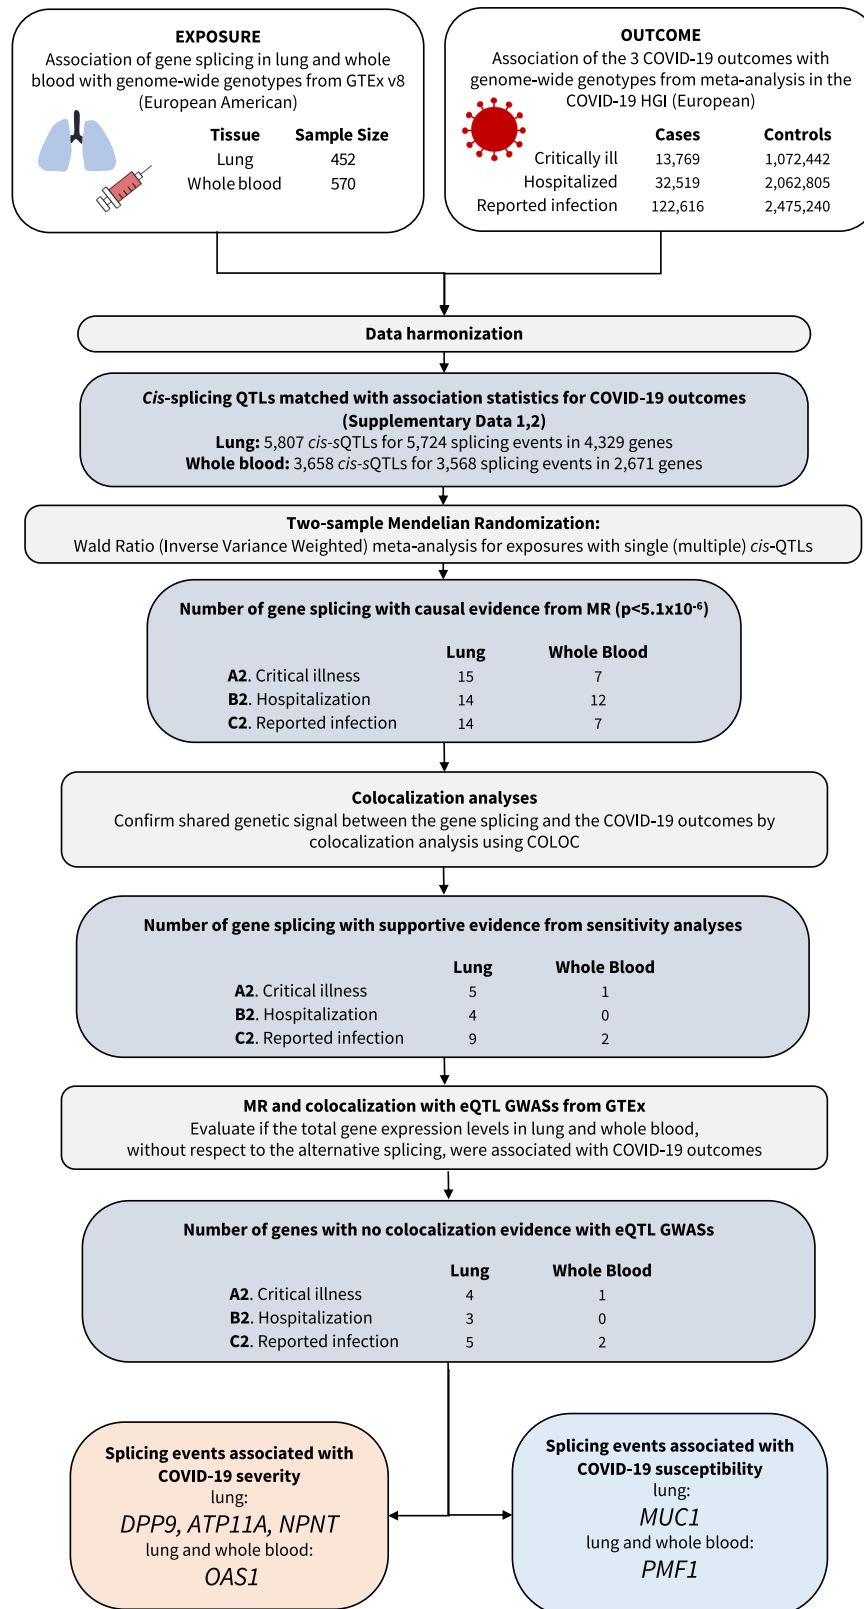 EXPOSURE
Association of gene splicing in lung and whole
blood with genome-wide genotypes from GTEx v8
(European American)
Tissue Sample Size
Lung 452
Whole blood 570
OUTCOME
Association of the 3 COVID-19 outcomes with
genome-wide genotypes from meta-analysis in the
COVID-19 HGI (European)
Cases Controls
Critically ill 13,769 1,072,442
Hospitalized 32,519 2,062,805
Reported infection 122,616 2,475,240
Data harmonization
Cis-splicing QTLs matched with association statistics for COVID-19 outcomes
(Supplementary Data 1,2)
Lung: 5,807 cis-sQTLs for 5,724 splicing events in 4,329 genes
Whole blood: 3,658 cis-sQTLs for 3,568 splicing events in 2,671 genes
Two-sample Mendelian Randomization:
Wald Ratio (Inverse Variance Weighted) meta-analysis for exposures with single (multiple) cis-QTLs
Number of gene splicing with causal evidence from MR (p<5.1x10⁻⁶)
Lung Whole Blood
A2. Critical illness 15 7
B2. Hospitalization 14 12
C2. Reported infection 14 7
Colocalization analyses
Confirm shared genetic signal between the gene splicing and the COVID-19 outcomes by
colocalization analysis using COLOC
Number of gene splicing with supportive evidence from sensitivity analyses
Lung Whole Blood
A2. Critical illness 5 1
B2. Hospitalization 4 0
C2. Reported infection 9 2
MR and colocalization with eQTL GWASs from GTEx
Evaluate if the total gene expression levels in lung and whole blood,
without respect to the alternative splicing, were associated with COVID-19 outcomes
Number of genes with no colocalization evidence with eQTL GWASs
Lung Whole Blood
A2. Critical illness 4 1
B2. Hospitalization 3 0
C2. Reported infection 5 2
Splicing events associated with
COVID-19 severity
lung:
DPP9, ATP11A, NPNT
lung and whole blood:
OAS1
Splicing events associated with
COVID-19 susceptibility
lung:
MUC1
lung and whole blood:
PMF1